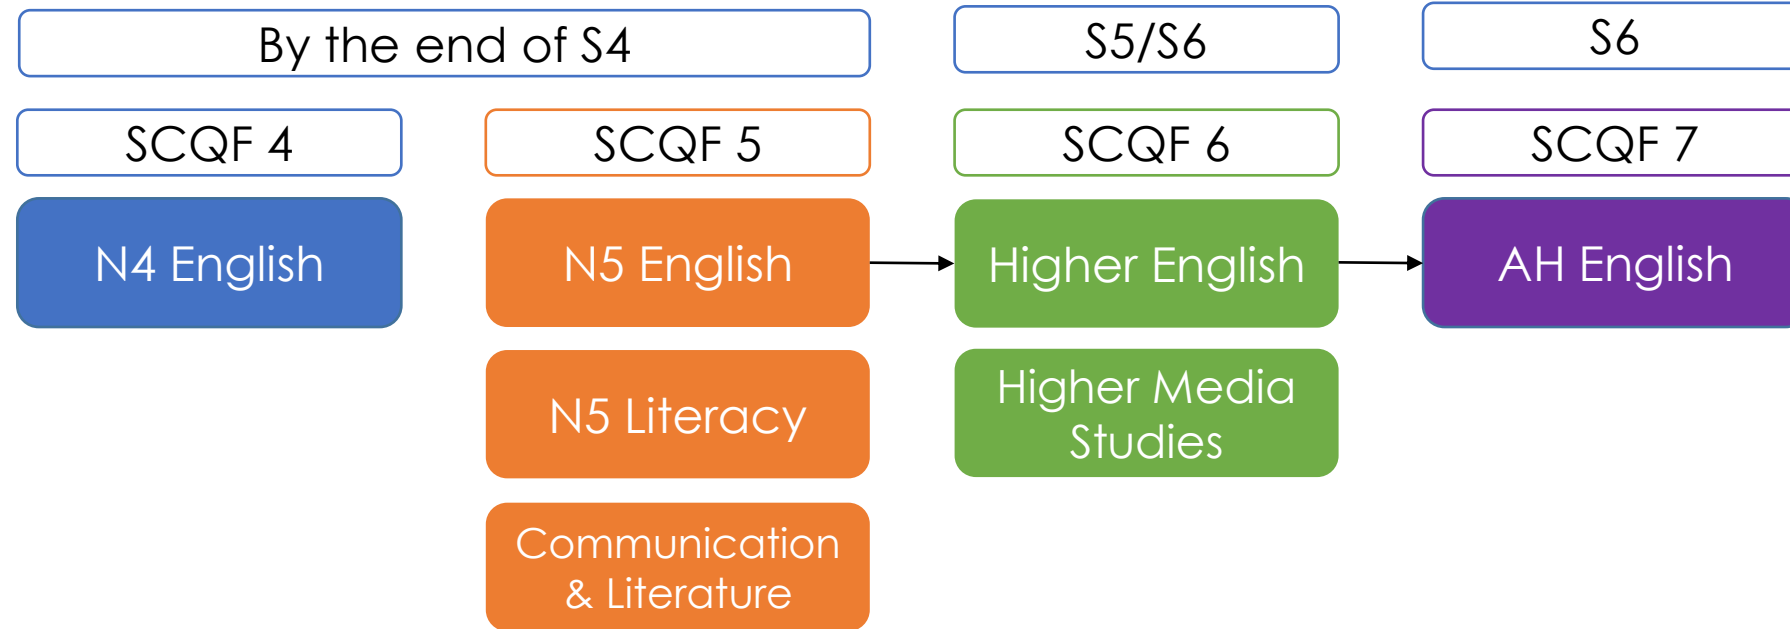 By the end of S4
S5/S6
S6
SCQF 4
SCQF 5
SCQF 6
SCQF 7
N4 English
N5 English
Higher English
AH English
N5 Literacy
Higher Media
Studies
Communication
& Literature